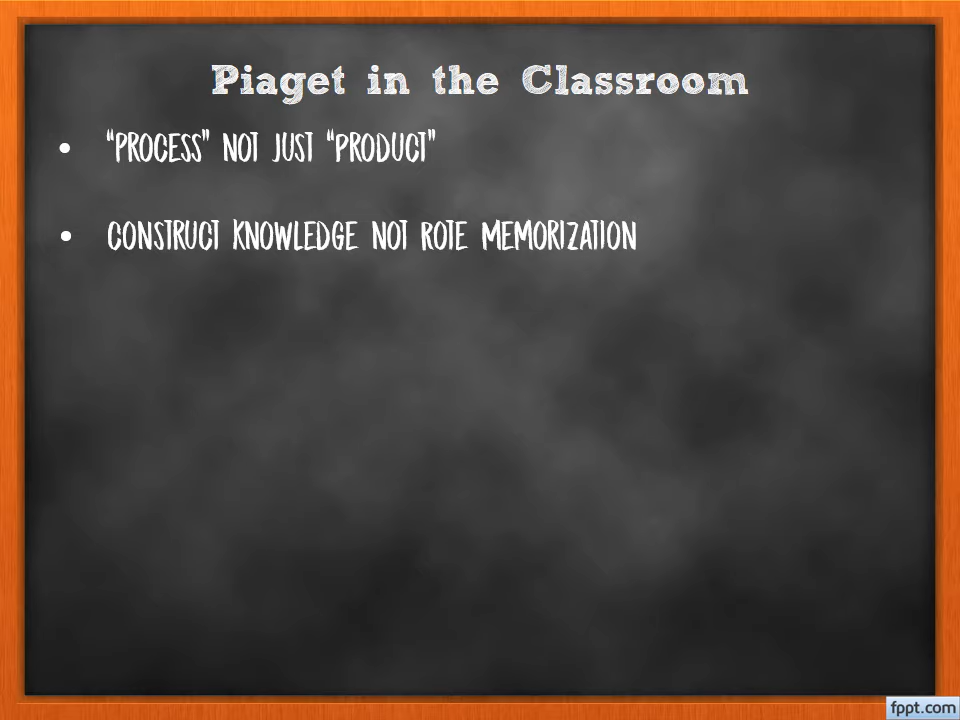 Piaget in the Classroom
• “PROCESS” NOT JUST “PRODUCT”
• CONSTRUCT KNOWLEDGE NOT ROTE MEMORIZATION
fppt.com